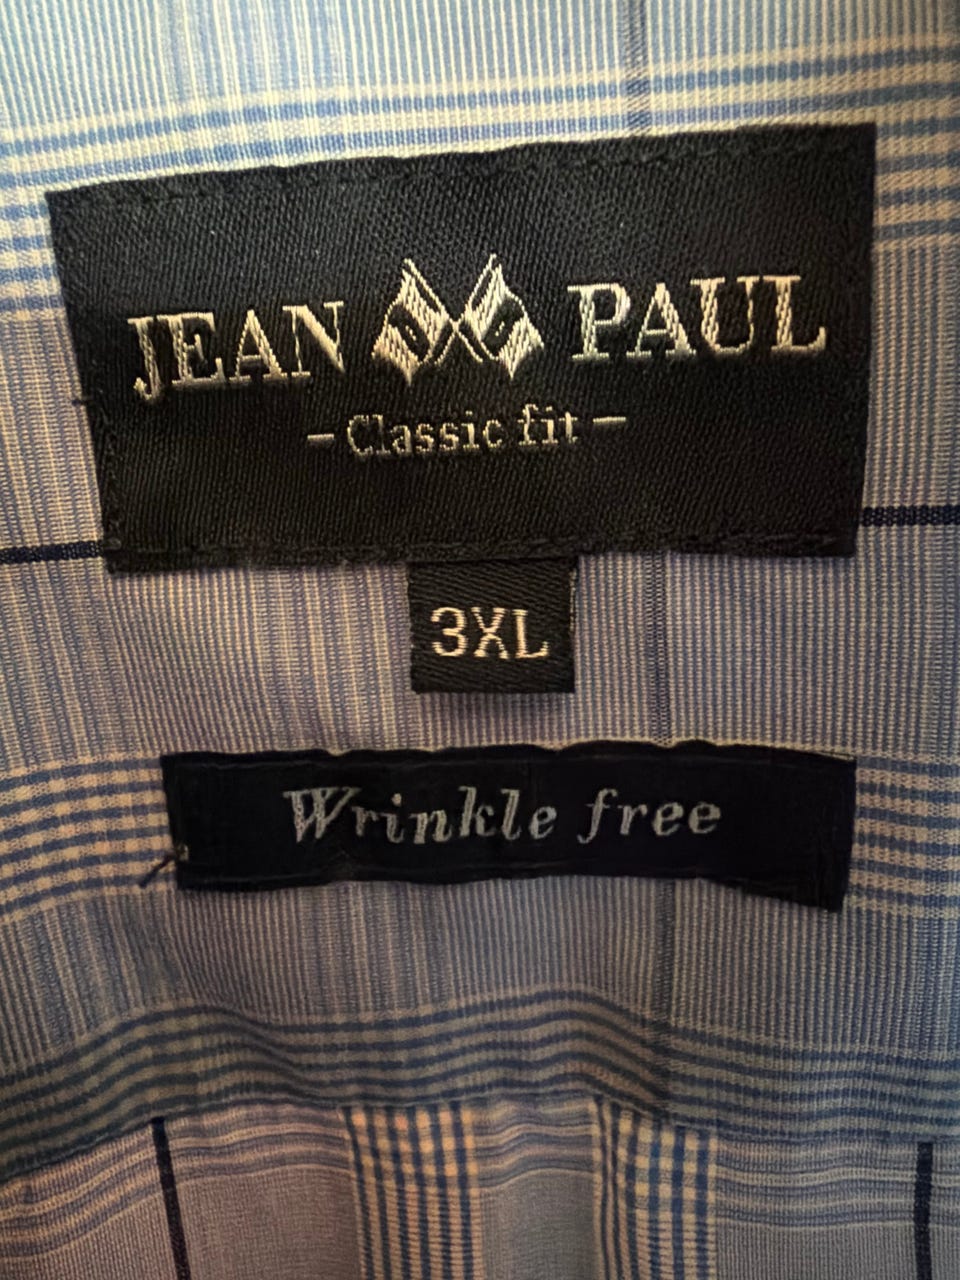 JEAN PAUL
-Classic fit-
3XL
Wrinkle free